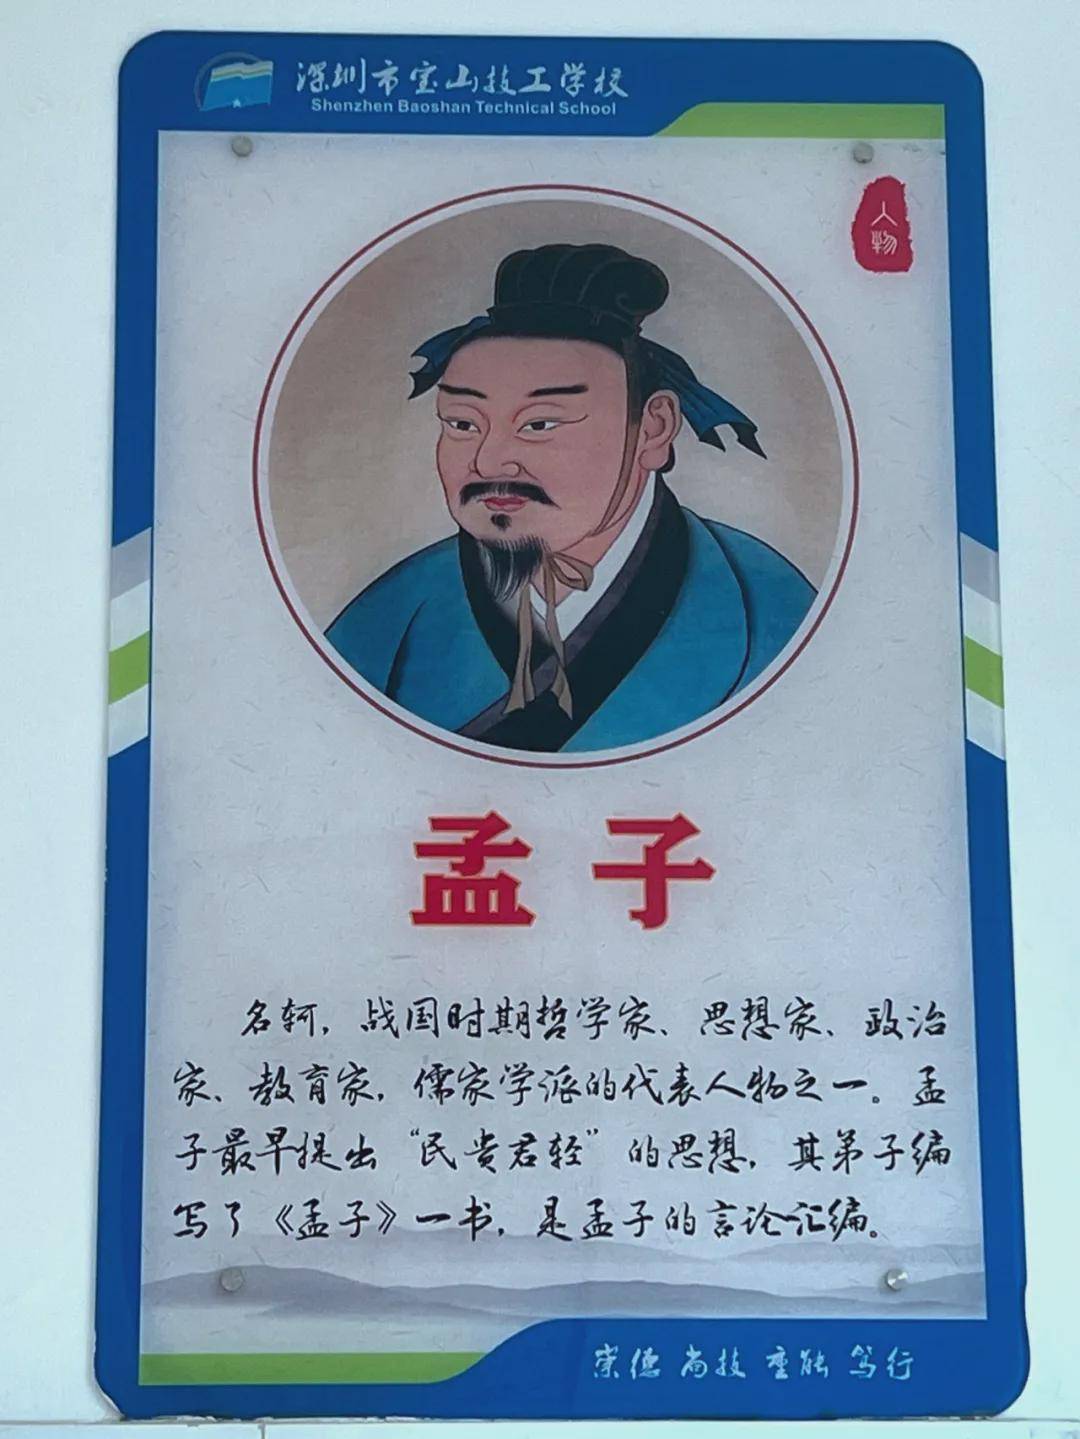 深圳市宝山技工学校
Shenzhen Baoshan Technical School
人物
孟子
名轲，战国时期哲学家、思想家、政治
家、教育家，儒家学派的代表人物之一。孟
子最早提出“民贵君轻”的思想，其弟子编
写了《孟子》一书，是孟子的言论汇编。
崇德 尚技 重能 笃行